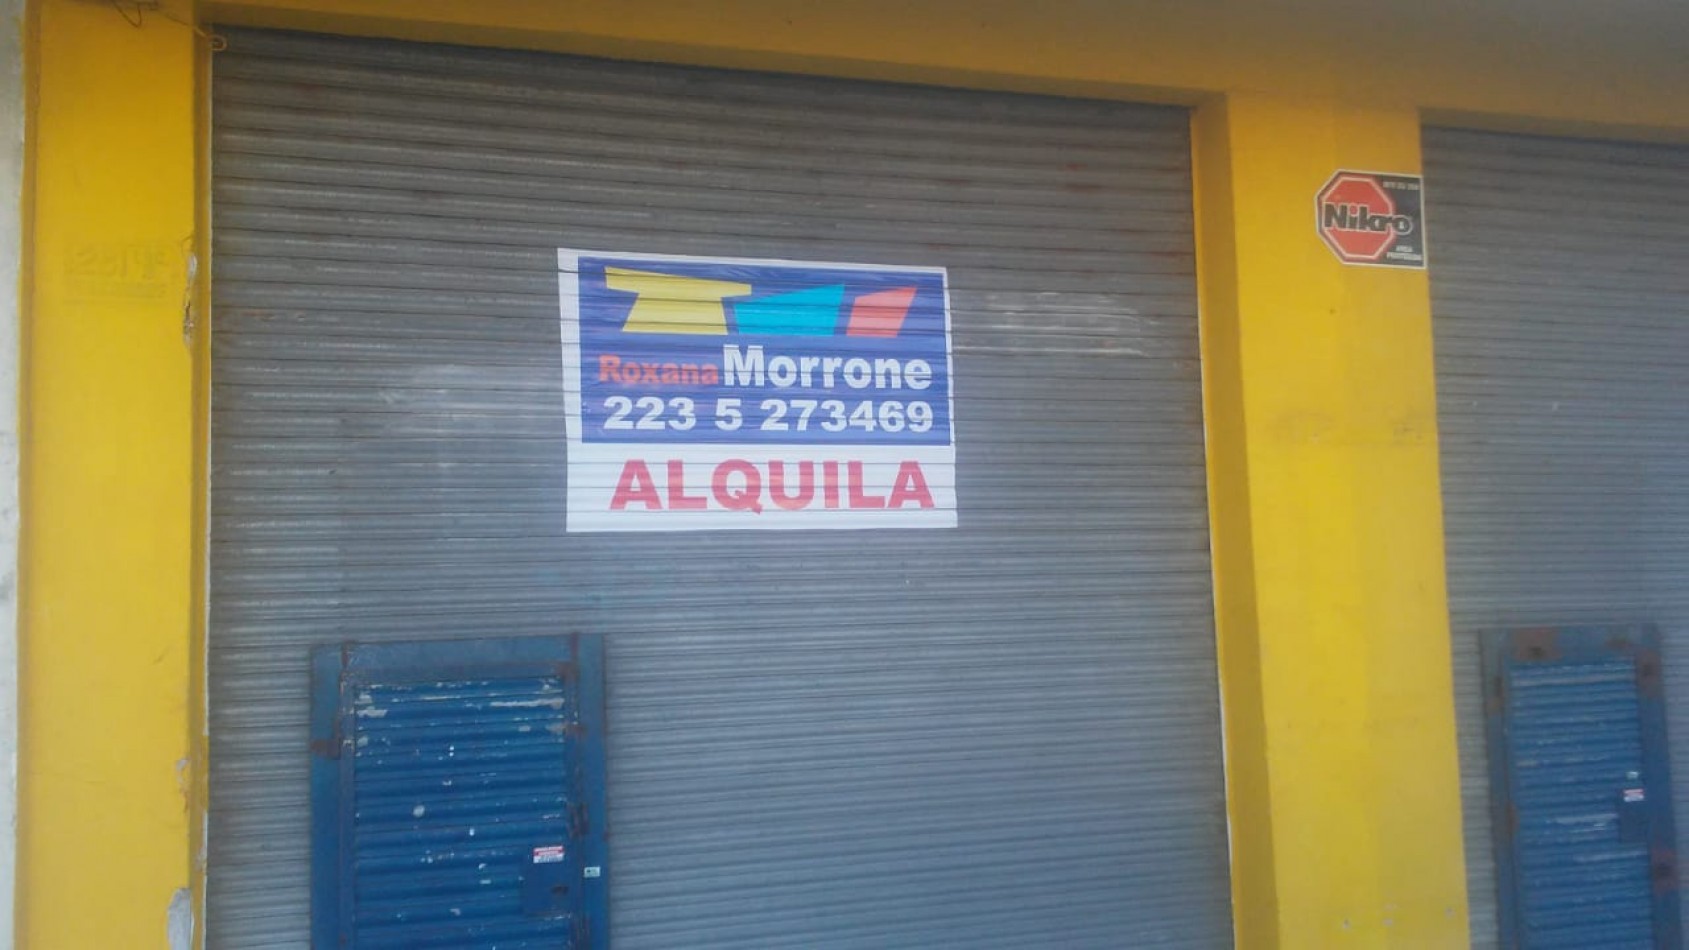 Roxana Morrone
223 5 273469
ALQUILA
Nikro